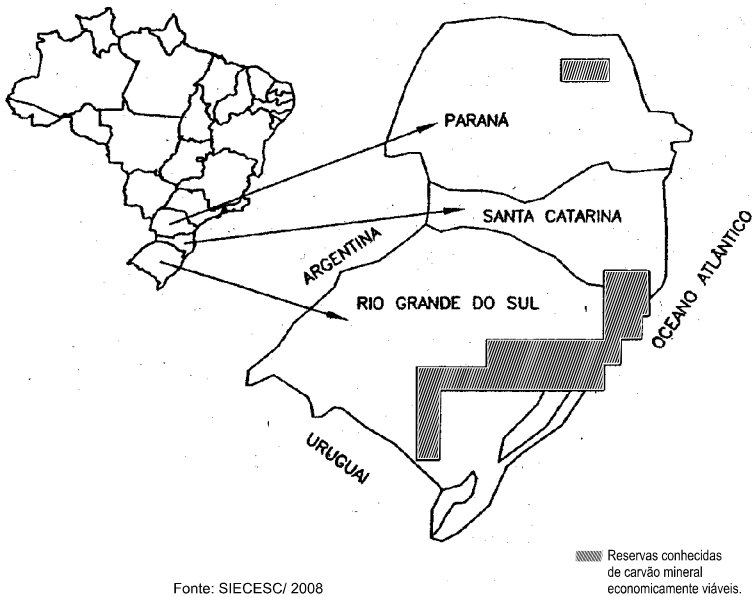 PARANÁ
SANTA CATARINA
ARGENTINA
RIO GRANDE DO SUL
OCEANO ATLÂNTICO
URUGUAI
Reservas conhecidas
de carvão mineral
economicamente viáveis.
Fonte: SIECESC/ 2008